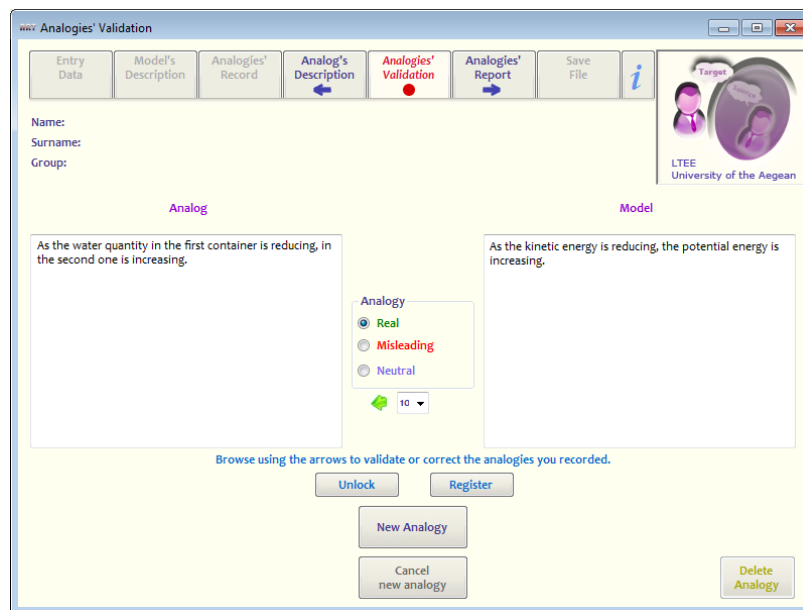 Analogies' Validation
Entry Data
Model's Description
Analogies' Record
Analog's Description
Analogies' Validation
Analogies' Report
Save File
i
Target
Source
LTEE
University of the Aegean
Name:
Surname:
Group:
Analog
Model
As the water quantity in the first container is reducing, in
the second one is increasing.
As the kinetic energy is reducing, the potential energy is
increasing.
Analogy
Real
Misleading
Neutral
10
Browse using the arrows to validate or correct the analogies you recorded.
Unlock
Register
New Analogy
Cancel
new analogy
Delete
Analogy